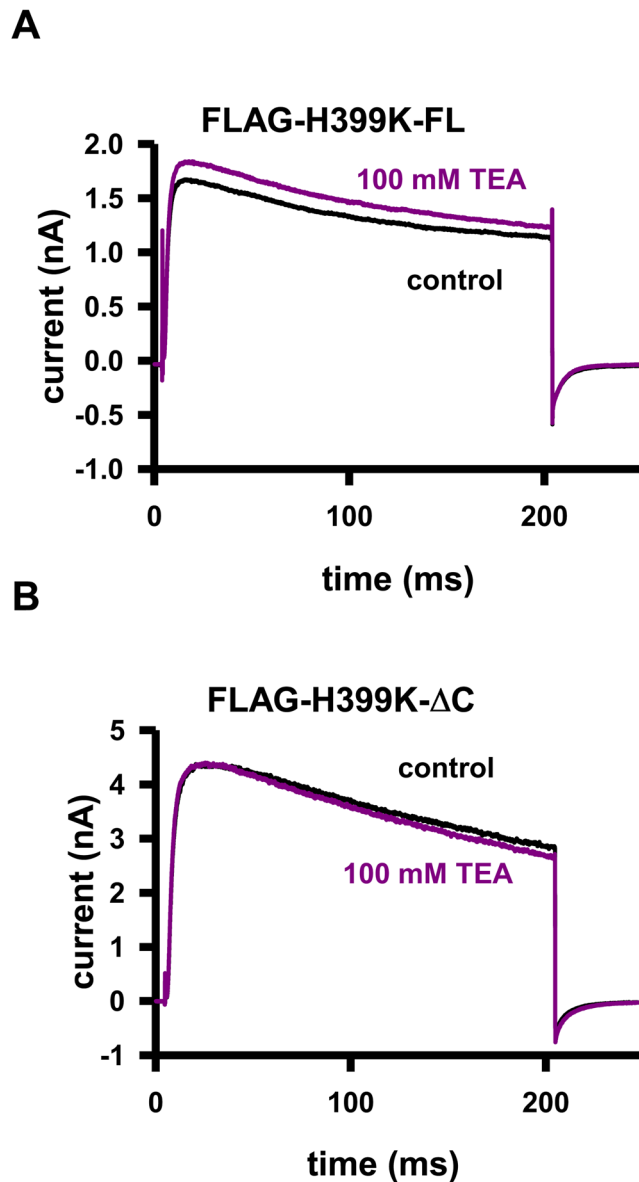 A
FLAG-H399K-FL
2.0
1.5
1.0
0.5
0.0
-0.5
-1.0
current (nA)
100 mM TEA
control
0 100 200
time (ms)
B
FLAG-H399K-ΔC
5
4
3
2
1
0
-1
current (nA)
control
100 mM TEA
0 100 200
time (ms)